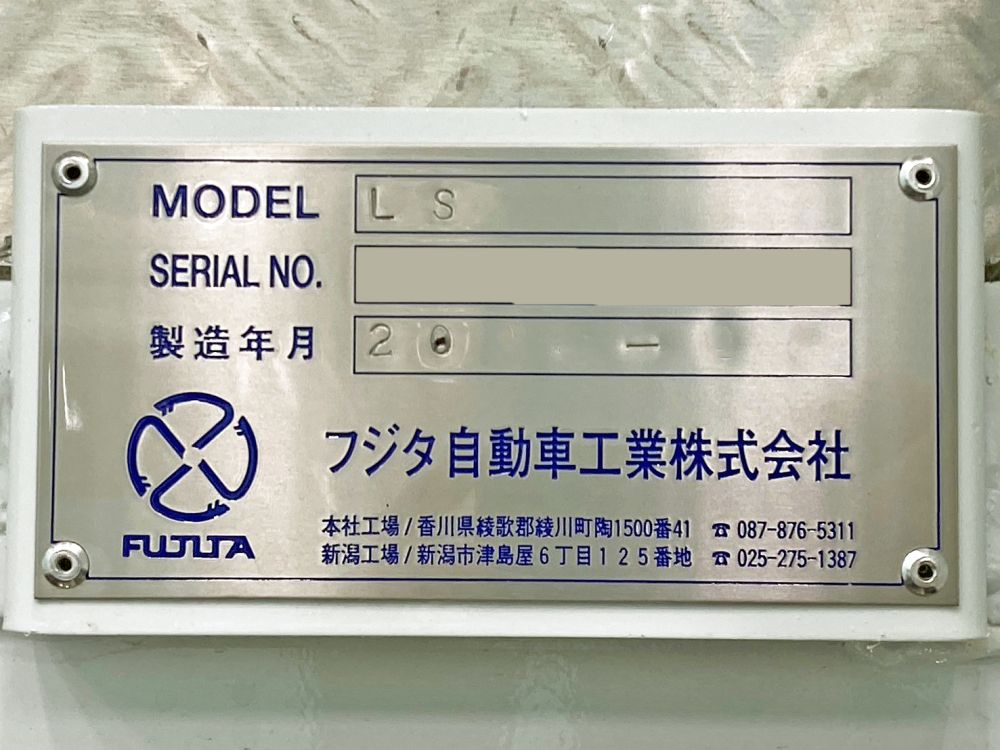 MODEL LS
SERIAL NO.
製造年月 20 -
フジタ自動車工業株式会社
FUJITA
本社工場/香川県綾歌郡綾川町陶1500番41 ☎ 087-876-5311
新潟工場/新潟市津島屋6丁目125番地 ☎ 025-275-1387